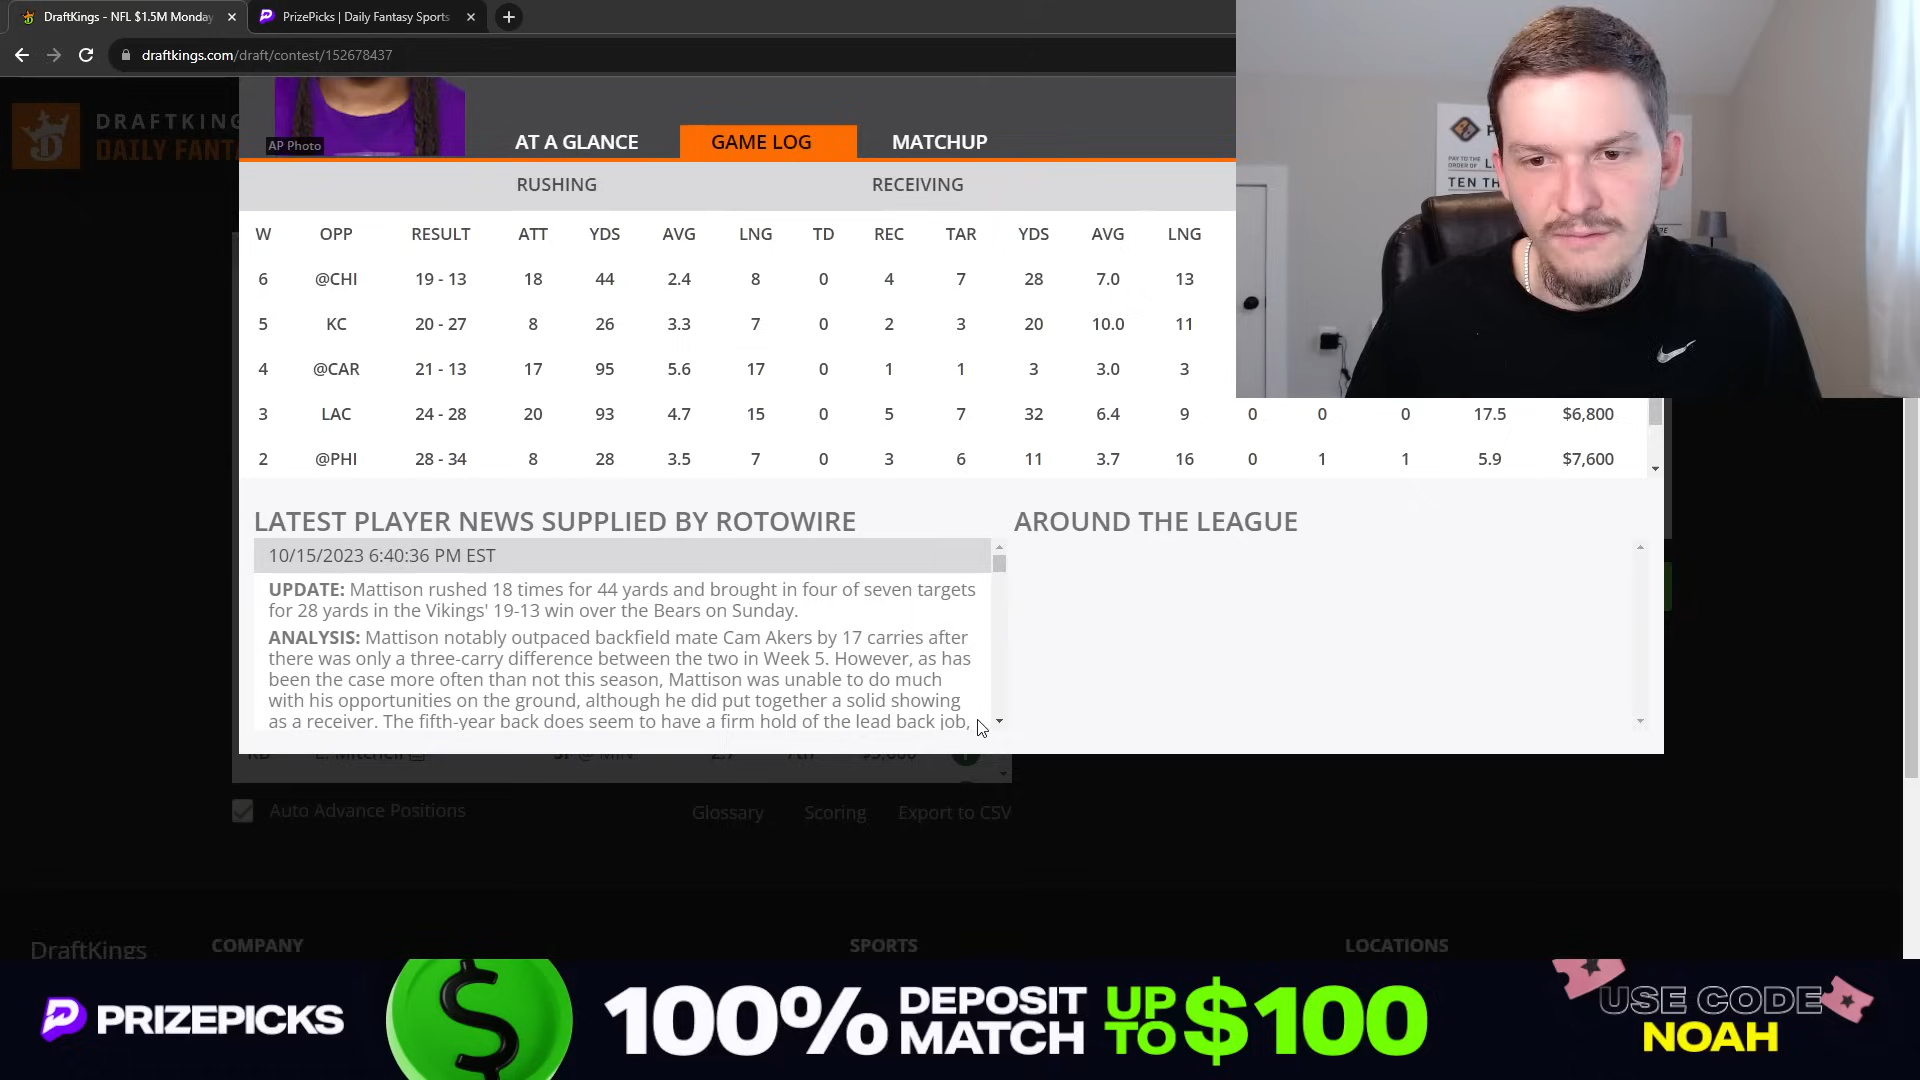 DraftKings - NFL $1.5M Monday
PrizePicks | Daily Fantasy Sports
draftkings.com/draft/contest/152678437
DRAFTKING
DAILY FANTA
AP Photo
AT A GLANCE GAME LOG MATCHUP
RUSHING RECEIVING
W OPP RESULT ATT YDS AVG LNG TD REC TAR YDS AVG LNG
6 @CHI 19 - 13 18 44 2.4 8 0 4 7 28 7.0 13
5 KC 20 - 27 8 26 3.3 7 0 2 3 20 10.0 11
4 @CAR 21 - 13 17 95 5.6 17 0 1 1 3 3.0 3
3 LAC 24 - 28 20 93 4.7 15 0 5 7 32 6.4 9 0 0 0 17.5 $6,800
2 @PHI 28 - 34 8 28 3.5 7 0 3 6 11 3.7 16 0 1 1 5.9 $7,600
LATEST PLAYER NEWS SUPPLIED BY ROTOWIRE
AROUND THE LEAGUE
10/15/2023 6:40:36 PM EST
UPDATE: Mattison rushed 18 times for 44 yards and brought in four of seven targets
for 28 yards in the Vikings' 19-13 win over the Bears on Sunday.
ANALYSIS: Mattison notably outpaced backfield mate Cam Akers by 17 carries after
there was only a three-carry difference between the two in Week 5. However, as has
been the case more often than not this season, Mattison was unable to do much
with his opportunities on the ground, although he did put together a solid showing
as a receiver. The fifth-year back does seem to have a firm hold of the lead back job,
Auto Advance Positions
Glossary Scoring Export to CSV
DraftKings COMPANY SPORTS LOCATIONS
PAY TO THE
ORDER OF
TEN TH
PRIZEPICKS
100% DEPOSIT MATCH UP TO $100
USE CODE
NOAH